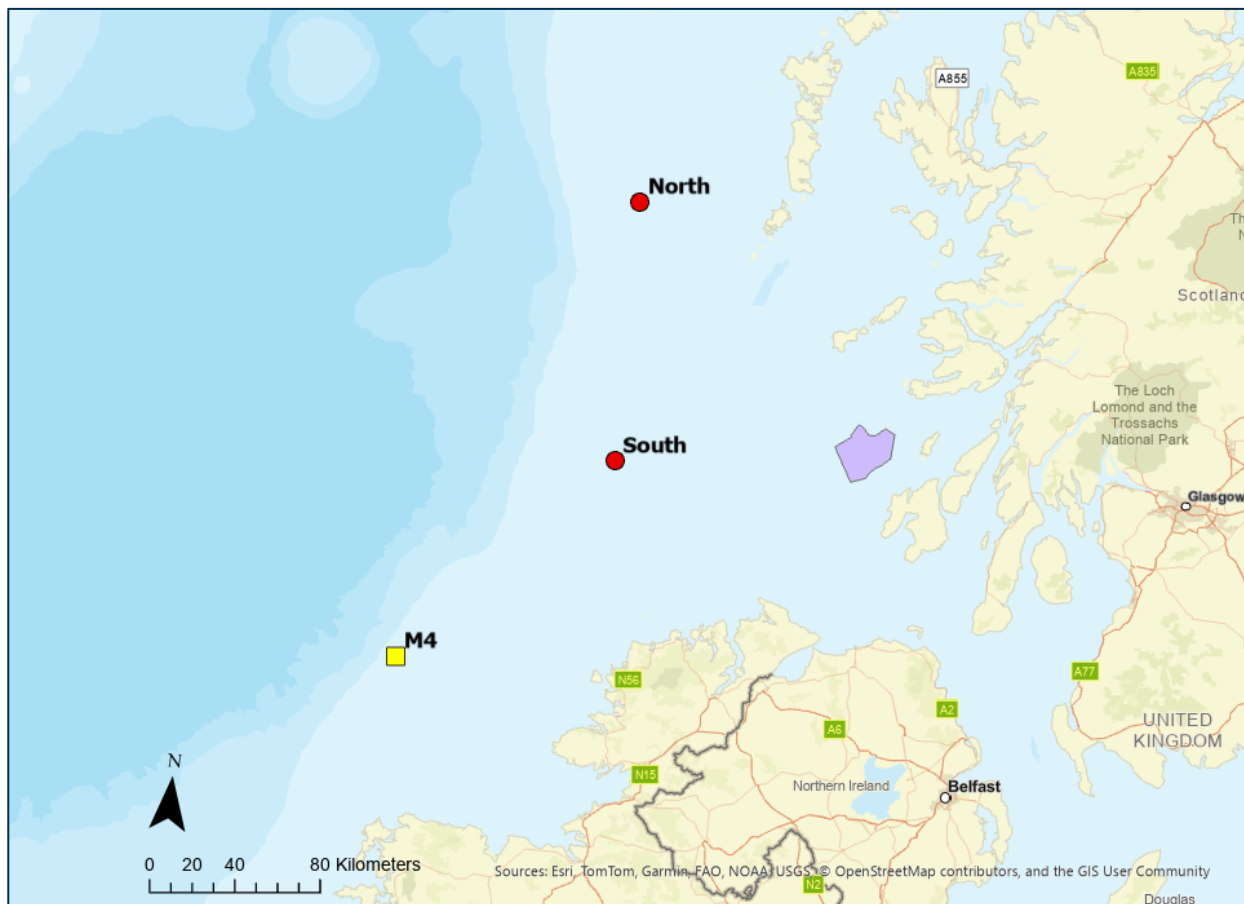 A855
A835
North
Th
N
Scotland
The Loch
Lomond and the
Trossachs
National Park
South
Glasgow
M4
N56
A77
A2
UNITED
KINGDOM
A6
N
N15
Northern Ireland
Belfast
0 20 40 80 Kilometers
Sources: Esri, TomTom, Garmin, FAO, NOAA, USGS, © OpenStreetMap contributors, and the GIS User Community
N2
Douglas